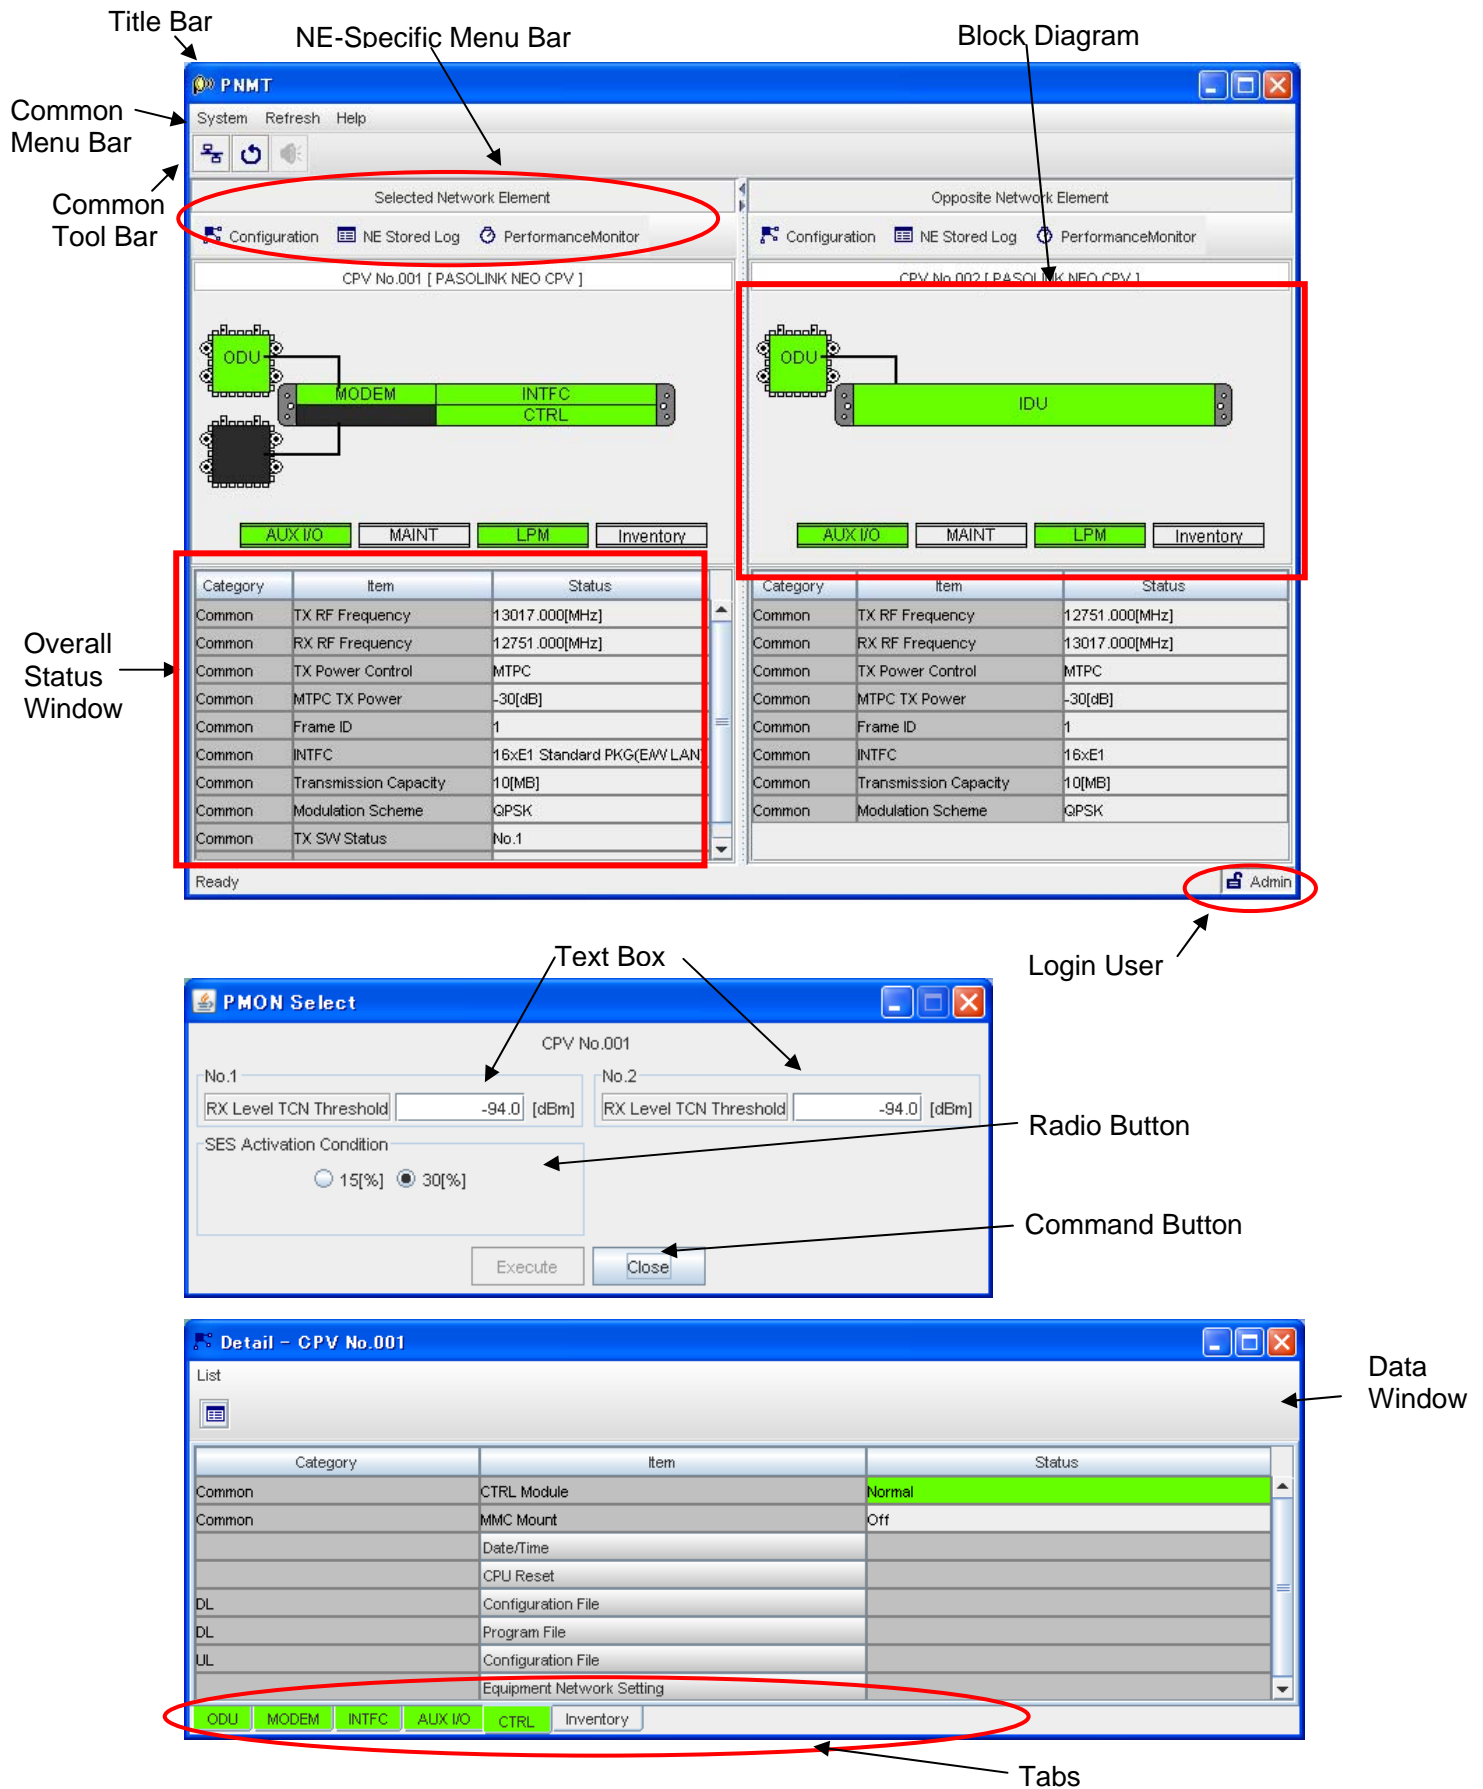 Title Bar
NE-Specific Menu Bar
Block Diagram
PNMT
Common
Menu Bar
System Refresh Help
Common
Tool Bar
Selected Network Element
Opposite Network Element
Configuration NE Stored Log PerformanceMonitor
Configuration NE Stored Log PerformanceMonitor
CPV No.001 [ PASOLINK NEO CPV ]
CPV No.002 [ PASOLINK NEO CPV ]
ODU
MODEM INTFC
CTRL
ODU
IDU
AUX I/O MAINT LPM Inventory
AUX I/O MAINT LPM Inventory
Overall
Status
Window
Category Item Status
Common TX RF Frequency 13017.000[MHz]
Common RX RF Frequency 12751.000[MHz]
Common TX Power Control MTPC
Common MTPC TX Power -30[dB]
Common Frame ID 1
Common INTFC 16xE1 Standard PKG(E/W LAN)
Common Transmission Capacity 10[MB]
Common Modulation Scheme QPSK
Common TX SW Status No.1
Category Item Status
Common TX RF Frequency 12751.000[MHz]
Common RX RF Frequency 13017.000[MHz]
Common TX Power Control MTPC
Common MTPC TX Power -30[dB]
Common Frame ID 1
Common INTFC 16xE1
Common Transmission Capacity 10[MB]
Common Modulation Scheme QPSK
Ready
Admin
Login User
Text Box
PMON Select
CPV No.001
No.1
RX Level TCN Threshold -94.0 [dBm]
No.2
RX Level TCN Threshold -94.0 [dBm]
SES Activation Condition
15[%] 30[%]
Radio Button
Command Button
Execute Close
Detail - CPV No.001
List
Data
Window
Category Item Status
Common CTRL Module Normal
Common MMC Mount Off
Date/Time
CPU Reset
DL Configuration File
DL Program File
UL Configuration File
Equipment Network Setting
ODU MODEM INTFC AUX I/O CTRL Inventory
Tabs